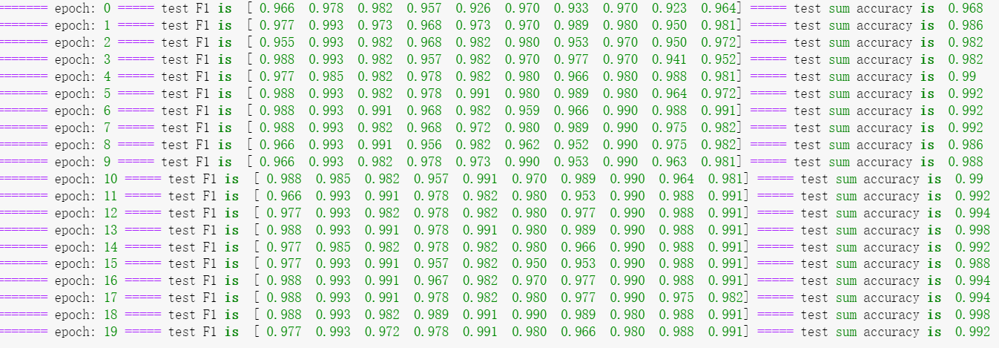 ======= epoch: 0 ===== test F1 is  [ 0.966  0.978  0.982  0.957  0.926  0.970  0.933  0.970  0.923  0.964] ===== test sum accuracy is  0.968
======= epoch: 1 ===== test F1 is  [ 0.977  0.993  0.973  0.968  0.973  0.970  0.989  0.980  0.950  0.981] ===== test sum accuracy is  0.986
======= epoch: 2 ===== test F1 is  [ 0.955  0.993  0.982  0.968  0.982  0.980  0.953  0.970  0.950  0.972] ===== test sum accuracy is  0.982
======= epoch: 3 ===== test F1 is  [ 0.988  0.993  0.982  0.957  0.982  0.970  0.977  0.970  0.941  0.952] ===== test sum accuracy is  0.982
======= epoch: 4 ===== test F1 is  [ 0.977  0.985  0.982  0.978  0.982  0.980  0.966  0.980  0.988  0.981] ===== test sum accuracy is  0.99
======= epoch: 5 ===== test F1 is  [ 0.988  0.993  0.982  0.978  0.991  0.980  0.989  0.980  0.964  0.972] ===== test sum accuracy is  0.992
======= epoch: 6 ===== test F1 is  [ 0.988  0.993  0.991  0.968  0.982  0.959  0.966  0.990  0.988  0.991] ===== test sum accuracy is  0.992
======= epoch: 7 ===== test F1 is  [ 0.988  0.993  0.982  0.968  0.972  0.980  0.989  0.990  0.975  0.982] ===== test sum accuracy is  0.992
======= epoch: 8 ===== test F1 is  [ 0.966  0.993  0.991  0.956  0.982  0.962  0.952  0.990  0.975  0.982] ===== test sum accuracy is  0.986
======= epoch: 9 ===== test F1 is  [ 0.966  0.993  0.982  0.978  0.973  0.990  0.953  0.990  0.963  0.981] ===== test sum accuracy is  0.988
======= epoch: 10 ===== test F1 is  [ 0.988  0.985  0.982  0.957  0.991  0.970  0.989  0.990  0.964  0.981] ===== test sum accuracy is  0.99
======= epoch: 11 ===== test F1 is  [ 0.966  0.993  0.991  0.978  0.982  0.980  0.953  0.990  0.988  0.991] ===== test sum accuracy is  0.992
======= epoch: 12 ===== test F1 is  [ 0.977  0.993  0.982  0.978  0.982  0.980  0.977  0.990  0.988  0.991] ===== test sum accuracy is  0.994
======= epoch: 13 ===== test F1 is  [ 0.988  0.993  0.991  0.978  0.991  0.980  0.989  0.990  0.988  0.991] ===== test sum accuracy is  0.998
======= epoch: 14 ===== test F1 is  [ 0.977  0.985  0.982  0.978  0.982  0.980  0.966  0.990  0.988  0.991] ===== test sum accuracy is  0.992
======= epoch: 15 ===== test F1 is  [ 0.977  0.993  0.991  0.957  0.982  0.950  0.953  0.990  0.988  0.991] ===== test sum accuracy is  0.988
======= epoch: 16 ===== test F1 is  [ 0.988  0.993  0.991  0.967  0.982  0.970  0.977  0.990  0.988  0.991] ===== test sum accuracy is  0.994
======= epoch: 17 ===== test F1 is  [ 0.988  0.993  0.991  0.978  0.982  0.980  0.977  0.990  0.975  0.982] ===== test sum accuracy is  0.994
======= epoch: 18 ===== test F1 is  [ 0.988  0.993  0.982  0.989  0.991  0.990  0.989  0.980  0.988  0.991] ===== test sum accuracy is  0.998
======= epoch: 19 ===== test F1 is  [ 0.977  0.993  0.972  0.978  0.991  0.980  0.966  0.980  0.988  0.991] ===== test sum accuracy is  0.992